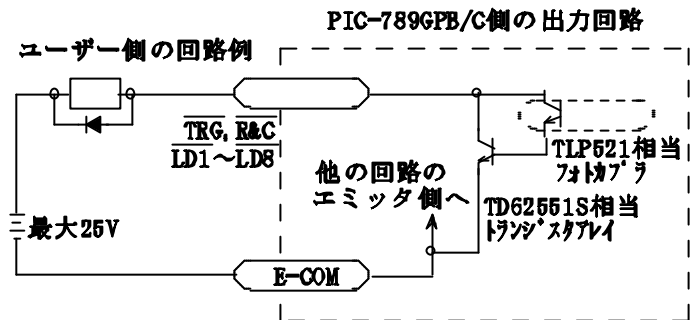 PIC-789GPB/C側の出力回路
ユーザー側の回路例
TRG, R&C
LD1～LD8
TLP521相当
ﾌｫﾄｶﾌﾟﾗ
他の回路の
エミッタ側へ
TD62551S相当
ﾄﾗﾝｼﾞｽﾀｱﾚｲ
最大25V
E-COM